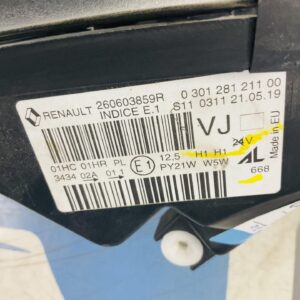 RENAULT 260603859R 0 301 281 211 00
INDICE E.1 S11 0311 21.05.19
VJ
24V
01HC 01HR PL E1 12,5 H1 H1 AL
3434 02A 01 1 PY21W W5W 668
Made in EU